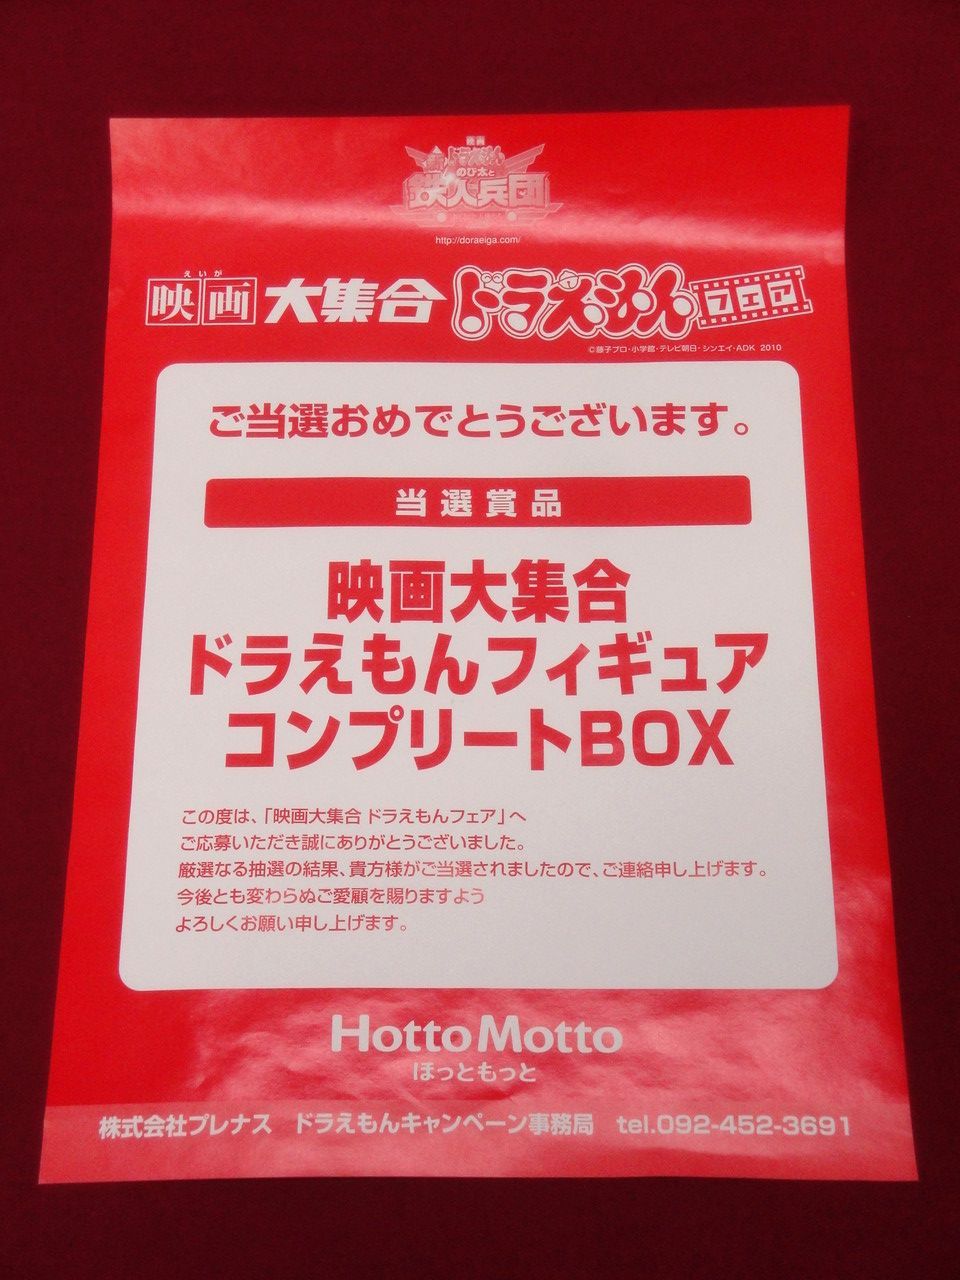 映画
新・ドラえもん
のび太と
鉄人兵団
http://doraeiga.com/
えいが
映画大集合ドラえもんフェア
©藤子プロ・小学館・テレビ朝日・シンエイ・ADK 2010
ご当選おめでとうございます。
当選賞品
映画大集合
ドラえもんフィギュア
コンプリートBOX
この度は、「映画大集合 ドラえもんフェア」へ
ご応募いただき誠にありがとうございました。
厳選なる抽選の結果、貴方様がご当選されましたので、ご連絡申し上げます。
今後とも変わらぬご愛顧を賜りますよう
よろしくお願い申し上げます。
Hotto Motto
ほっともっと
株式会社プレナス ドラえもんキャンペーン事務局 tel.092-452-3691